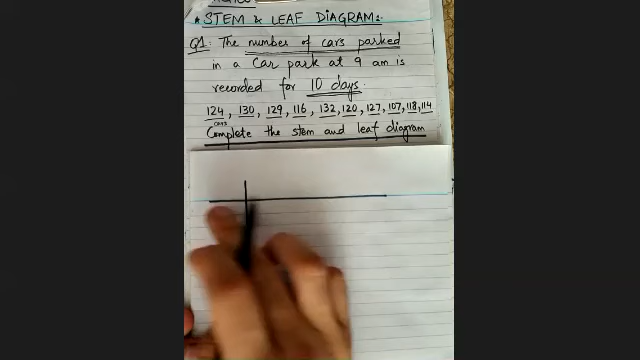 * STEM & LEAF DIAGRAM:
Q1: The number of cars parked
in a Car park at 9 am is
recorded for 10 days.
124, 130, 129, 116, 132, 120, 127, 107, 118, 114
cars
Complete the stem and leaf diagram